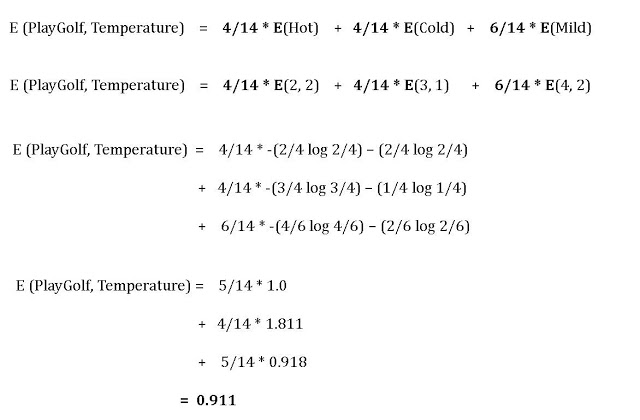 E (PlayGolf, Temperature) = 4/14 * E(Hot) + 4/14 * E(Cold) + 6/14 * E(Mild)
E (PlayGolf, Temperature) = 4/14 * E(2, 2) + 4/14 * E(3, 1) + 6/14 * E(4, 2)
E (PlayGolf, Temperature) = 4/14 * -(2/4 log 2/4) – (2/4 log 2/4)
+ 4/14 * -(3/4 log 3/4) – (1/4 log 1/4)
+ 6/14 * -(4/6 log 4/6) – (2/6 log 2/6)
E (PlayGolf, Temperature) = 5/14 * 1.0
+ 4/14 * 1.811
+ 5/14 * 0.918
= 0.911